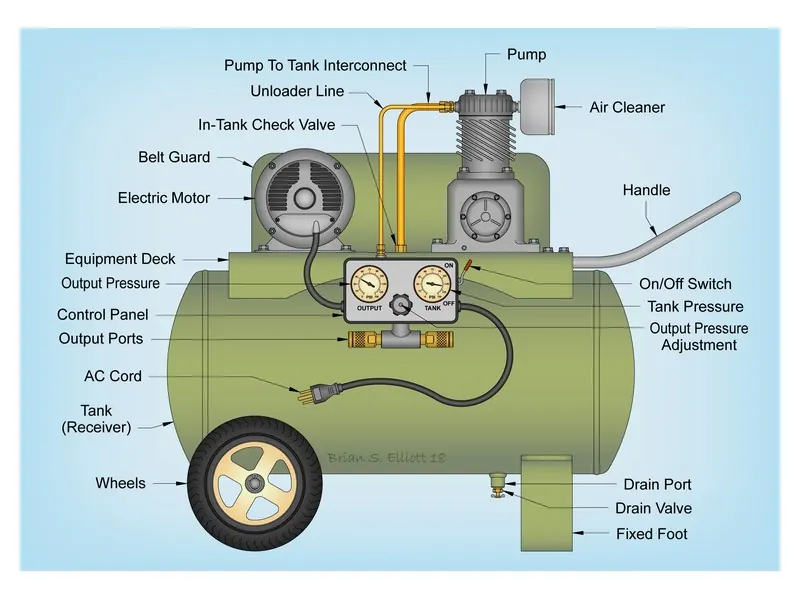 Pump
Pump To Tank Interconnect
Unloader Line
Air Cleaner
In-Tank Check Valve
Belt Guard
Electric Motor
Handle
Equipment Deck
Output Pressure
Control Panel
Output Ports
AC Cord
Tank
(Receiver)
Wheels
ON
OFF
PSI
OUTPUT
PSI
TANK
On/Off Switch
Tank Pressure
Output Pressure
Adjustment
Brian S. Elliott 18
Drain Port
Drain Valve
Fixed Foot